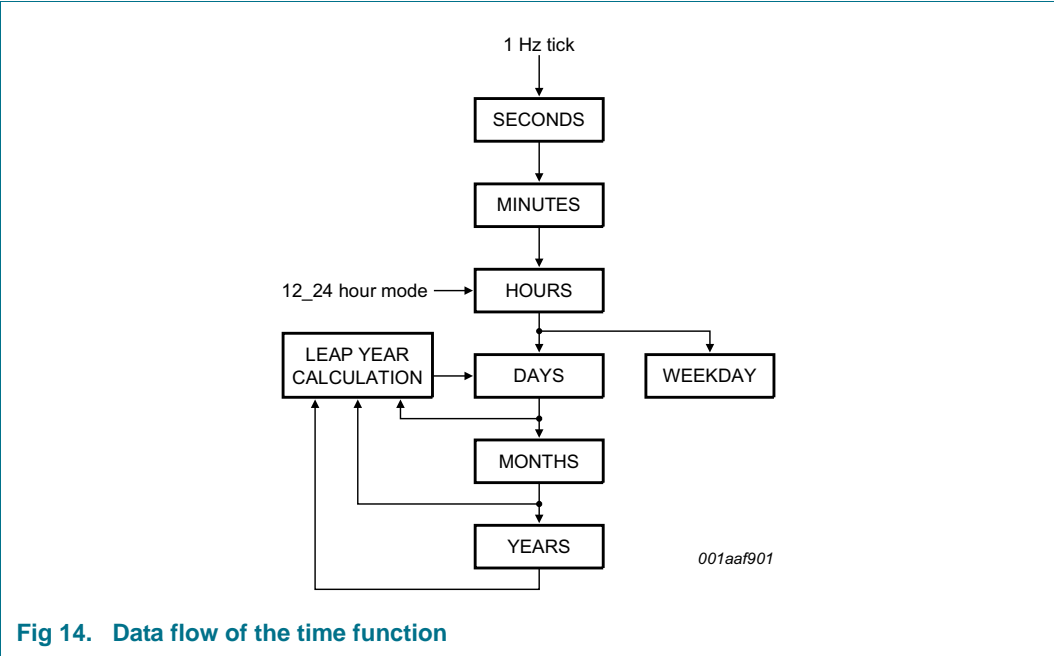 1 Hz tick
SECONDS
MINUTES
12_24 hour mode
HOURS
LEAP YEAR
CALCULATION
DAYS
WEEKDAY
MONTHS
YEARS
001aaf901
Fig 14. Data flow of the time function